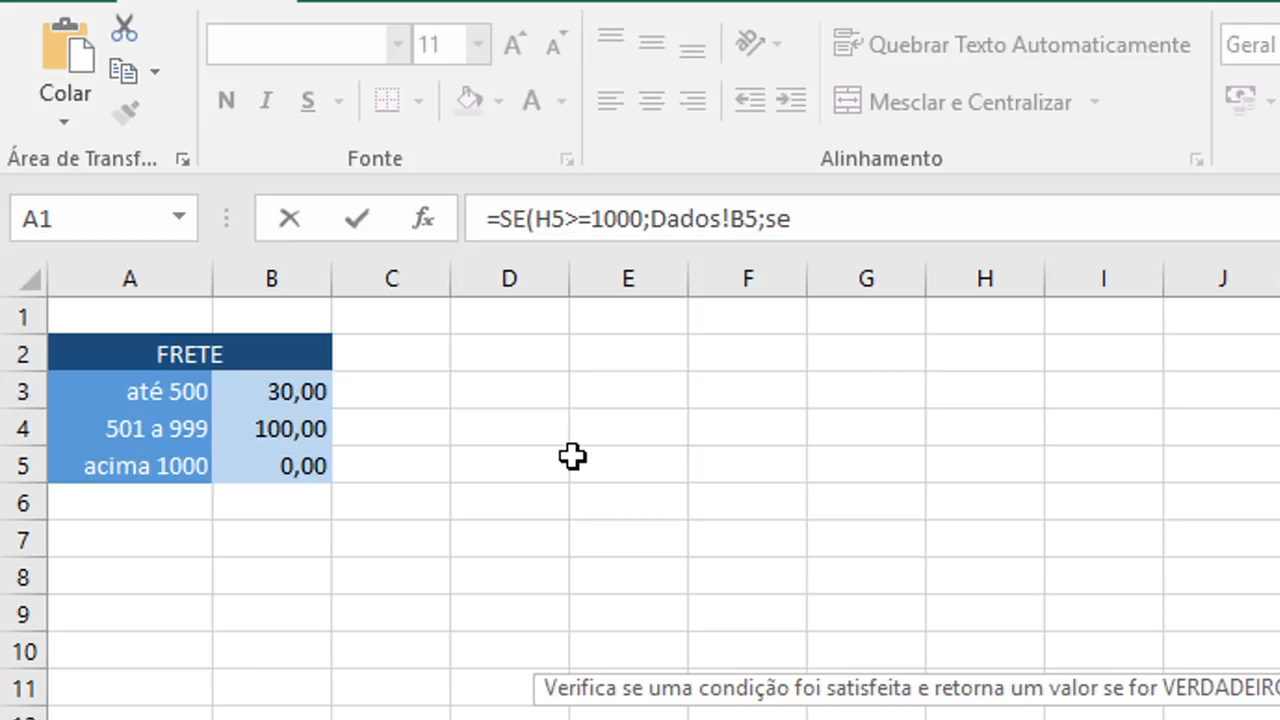 11
Quebrar Texto Automaticamente
Geral
Colar
N I S
A
Mesclar e Centralizar
Área de Transf...
Fonte
Alinhamento
A1
fx
=SE(H5>=1000;Dados!B5;se
A B C D E F G H I J
1
2 FRETE
3 até 500 30,00
4 501 a 999 100,00
5 acima 1000 0,00
6
7
8
9
10
11
Verifica se uma condição foi satisfeita e retorna um valor se for VERDADEIRO